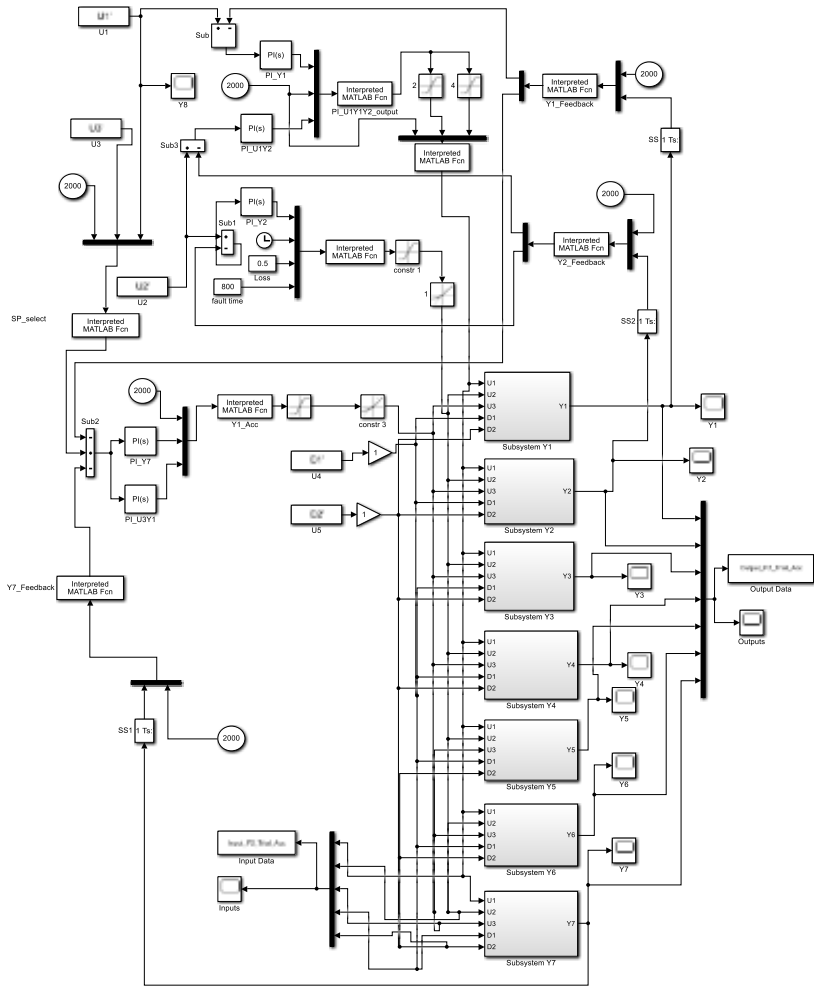 U1
Sub
+ -
PI(s)
PI_Y1
Y8
2000
Interpreted
MATLAB Fcn
PI_U1Y1Y2_output
2
4
Interpreted
MATLAB Fcn
Y1_Feedback
2000
U3
Sub3
PI(s)
PI_U1Y2
Interpreted
MATLAB Fcn
SS
1 Ts:
2000
2000
PI(s)
PI_Y2
Sub1
0.5
Loss
800
fault time
Interpreted
MATLAB Fcn
constr 1
1
Interpreted
MATLAB Fcn
Y2_Feedback
U2
SP_select
Interpreted
MATLAB Fcn
SS2
1 Ts:
2000
Sub2
PI(s)
PI_Y7
PI(s)
PI_U3Y1
Interpreted
MATLAB Fcn
Y1_Acc
constr 3
U4
1
U5
1
U1
U2
U3
D1
D2
Y1
Subsystem Y1
Y1
U1
U2
U3
D1
D2
Y2
Subsystem Y2
Y2
U1
U2
U3
D1
D2
Y3
Subsystem Y3
Y3
Output Data
Outputs
Y7_Feedback
Interpreted
MATLAB Fcn
U1
U2
U3
D1
D2
Y4
Subsystem Y4
Y4
SS1
1 Ts:
2000
U1
U2
U3
D1
D2
Y5
Subsystem Y5
Y5
U1
U2
U3
D1
D2
Y6
Subsystem Y6
Y6
Input Data
Inputs
U1
U2
U3
D1
D2
Y7
Subsystem Y7
Y7